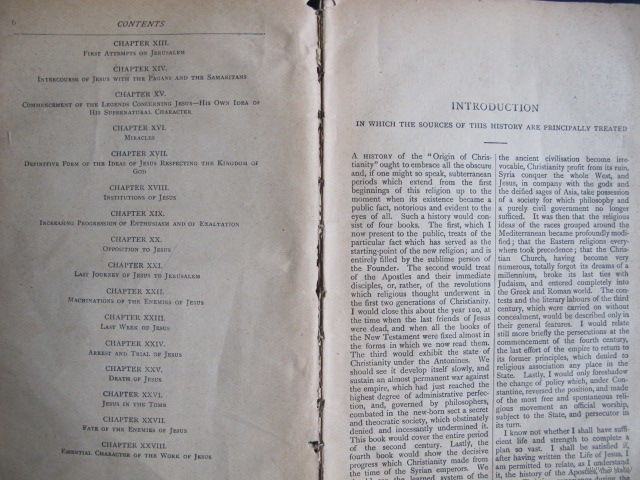 6
CONTENTS
CHAPTER XIII.
First Attempts on Jerusalem
CHAPTER XIV.
Intercourse of Jesus with the Pagans and the Samaritans
CHAPTER XV.
Commencement of the Legends Concerning Jesus—His Own Idea of
His Supernatural Character
CHAPTER XVI.
Miracles
CHAPTER XVII.
Definitive Form of the Ideas of Jesus Respecting the Kingdom of
God
CHAPTER XVIII.
Institutions of Jesus
CHAPTER XIX.
Increasing Progression of Enthusiasm and of Exaltation
CHAPTER XX.
Opposition to Jesus
CHAPTER XXI.
Last Journey of Jesus to Jerusalem
CHAPTER XXII.
Machinations of the Enemies of Jesus
CHAPTER XXIII.
Last Week of Jesus
CHAPTER XXIV.
Arrest and Trial of Jesus
CHAPTER XXV.
Death of Jesus
CHAPTER XXVI.
Jesus in the Tomb
CHAPTER XXVII.
Fate of the Enemies of Jesus
CHAPTER XXVIII.
Essential Character of the Work of Jesus
INTRODUCTION
IN WHICH THE SOURCES OF THIS HISTORY ARE PRINCIPALLY TREATED
A HISTORY of the "Origin of Chris-
tianity" ought to embrace all the obscure
and, if one might so speak, subterranean
periods which extend from the first
beginnings of this religion up to the
moment when its existence became a
public fact, notorious and evident to the
eyes of all. Such a history would con-
sist of four books. The first, which I
now present to the public, treats of the
particular fact which has served as the
starting-point of the new religion; and is
entirely filled by the sublime person of
the Founder. The second would treat
of the Apostles and their immediate
disciples, or, rather, of the revolutions
which religious thought underwent in
the first two generations of Christianity.
I would close this about the year 100, at
the time when the last friends of Jesus
were dead, and when all the books of
the New Testament were fixed almost in
the forms in which we now read them.
The third would exhibit the state of
Christianity under the Antonines. We
should see it develop itself slowly, and
sustain an almost permanent war against
the empire, which had just reached the
highest degree of administrative perfec-
tion, and, governed by philosophers,
combated in the new-born sect a secret
and theocratic society, which obstinately
denied and incessantly undermined it.
This book would cover the entire period
of the second century. Lastly, the
fourth book would show the decisive
progress which Christianity made from
the time of the Syrian emperors. We
the learned system of the
the ancient civilisation become irre-
vocable, Christianity profit from its ruin,
Syria conquer the whole West, and
Jesus, in company with the gods and
the deified sages of Asia, take possession
of a society for which philosophy and
a purely civil government no longer
sufficed. It was then that the religious
ideas of the races grouped around the
Mediterranean became profoundly modi-
fied; that the Eastern religions every-
where took precedence; that the Chris-
tian Church, having become very
numerous, totally forgot its dreams of a
millennium, broke its last ties with
Judaism, and entered completely into
the Greek and Roman world. The con-
tests and the literary labours of the third
century, which were carried on without
concealment, would be described only in
their general features. I would relate
still more briefly the persecutions at the
commencement of the fourth century,
the last effort of the empire to return to
its former principles, which denied to
religious association any place in the
State. Lastly, I would only foreshadow
the change of policy which, under Con-
stantine, reversed the position, and made
of the most free and spontaneous reli-
gious movement an official worship,
subject to the State, and persecutor in
its turn.
I know not whether I shall have suffi-
cient life and strength to complete a
plan so vast. I shall be satisfied if,
after having written the Life of Jesus, I
am permitted to relate, as I understand
it, the history of the Apostles, the state